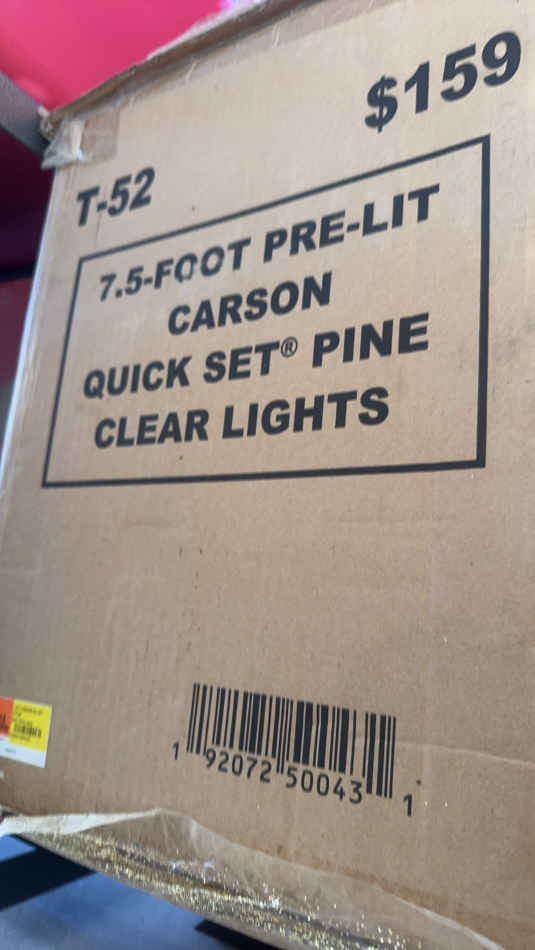 $159
T-52
7.5-FOOT PRE-LIT
CARSON
QUICK SET® PINE
CLEAR LIGHTS
1 92072 50043 1